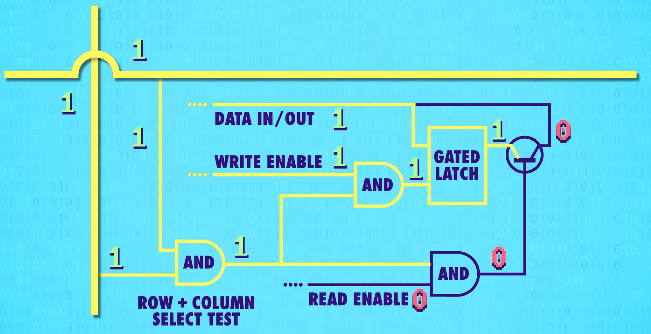 1
1
DATA IN/OUT 1
1 0
1
WRITE ENABLE 1
GATED
LATCH
AND
1
1
AND
1
0
AND
READ ENABLE 0
ROW + COLUMN
SELECT TEST